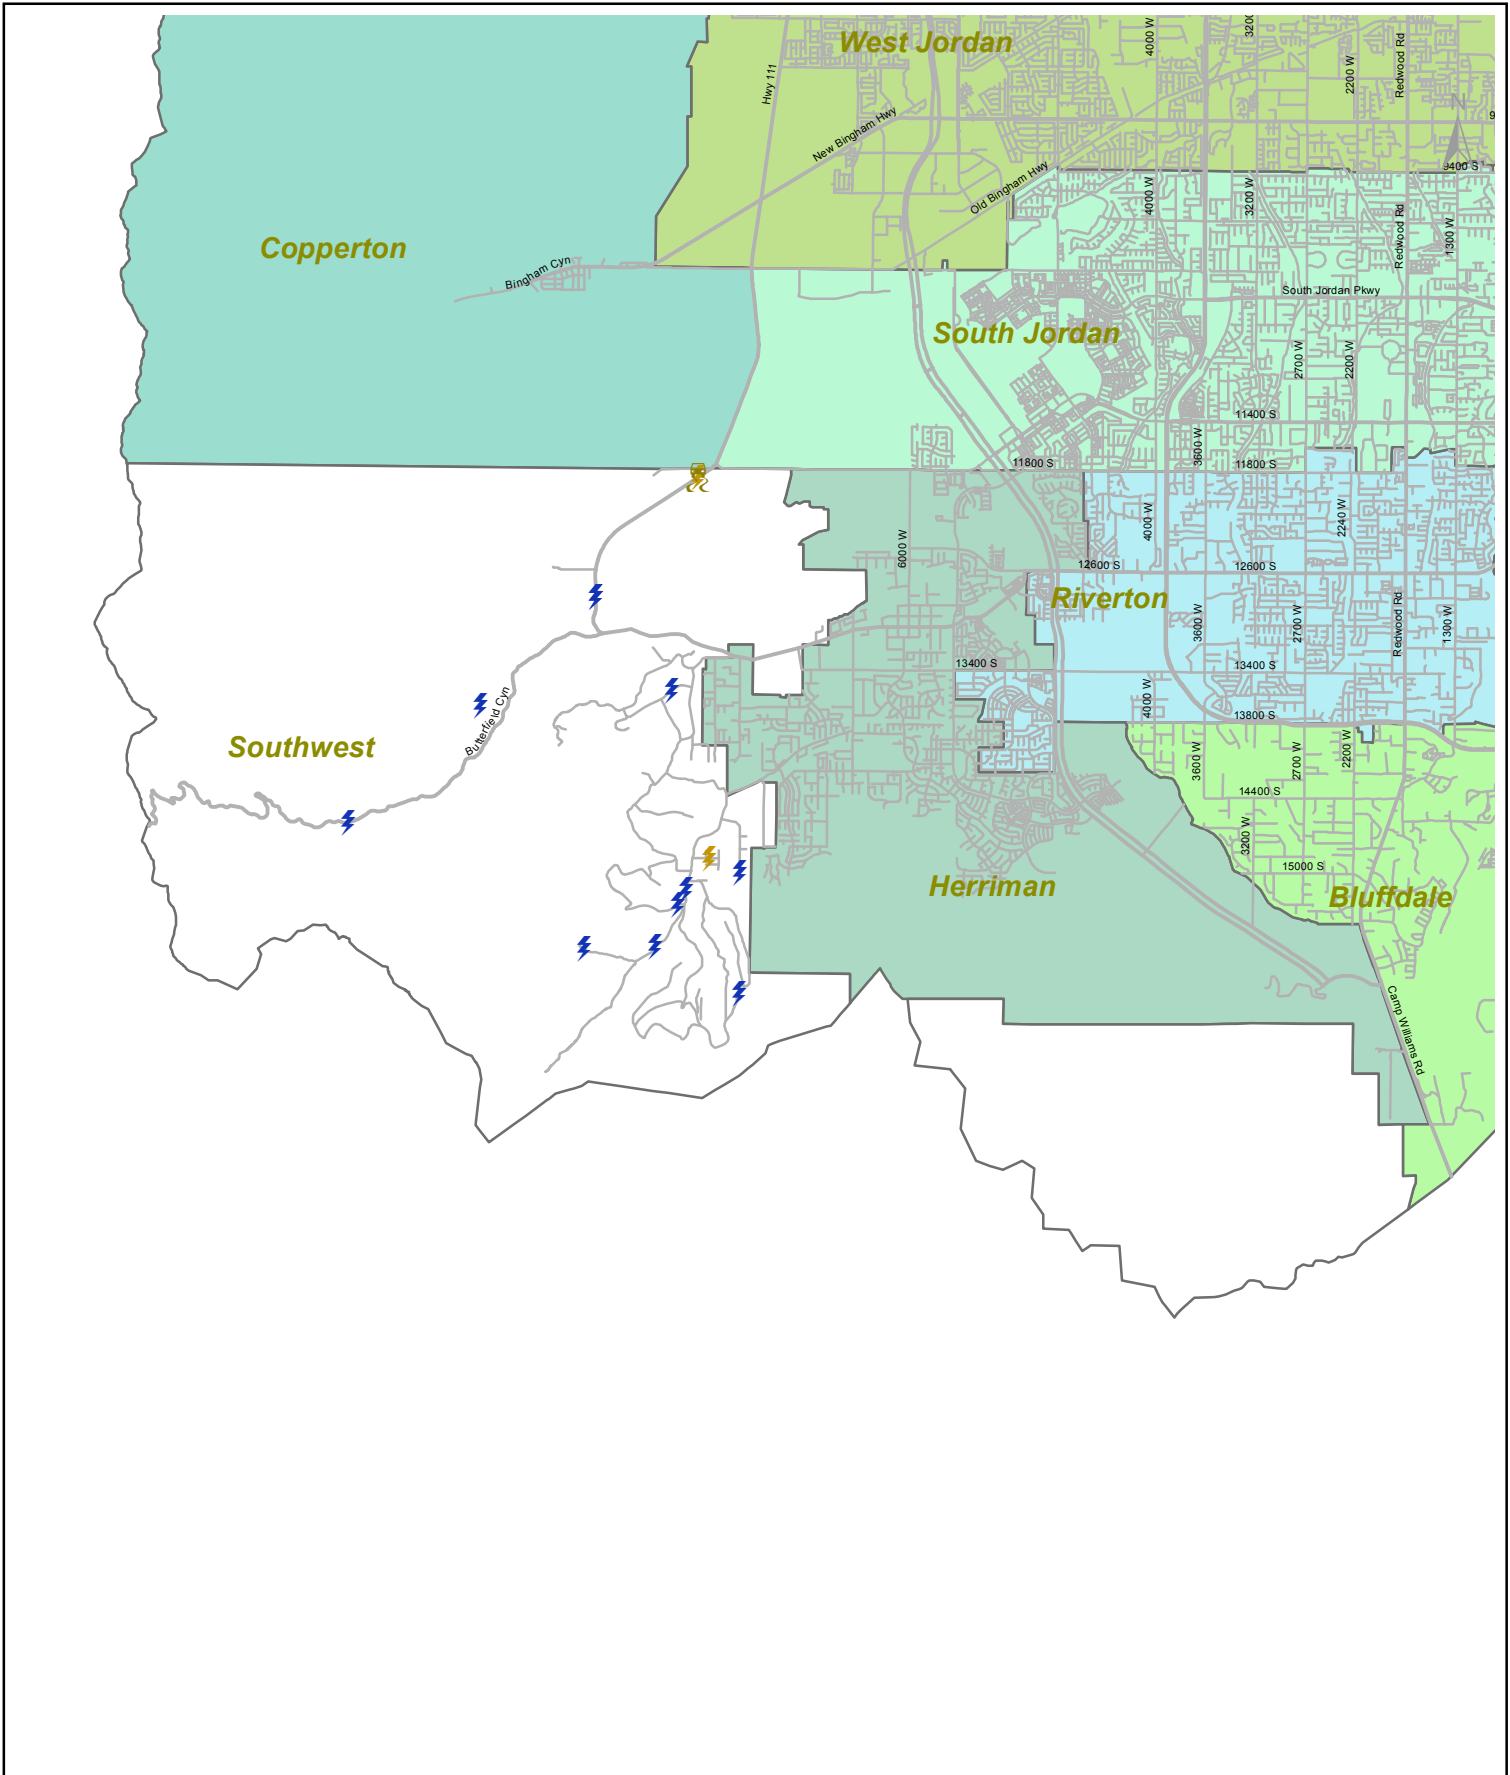 West Jordan
4000 W
3200
2200 W
Redwood Rd
Hwy 111
New Bingham Hwy
N
9
9400 S
Old Bingham Hwy
4000 W
3200 W
Redwood Rd
1300 W
Copperton
Bingham Cyn
South Jordan Pkwy
South Jordan
2700 W
2200 W
11400 S
3600 W
11800 S
11800 S
4000 W
2240 W
6000 W
12600 S
12600 S
Riverton
3600 W
2700 W
Redwood Rd
1300 W
13400 S
13400 S
4000 W
13800 S
Butterfield Cyn
Southwest
3600 W
2700 W
2200 W
14400 S
3200 W
15000 S
Herriman
Bluffdale
Camp Williams Rd